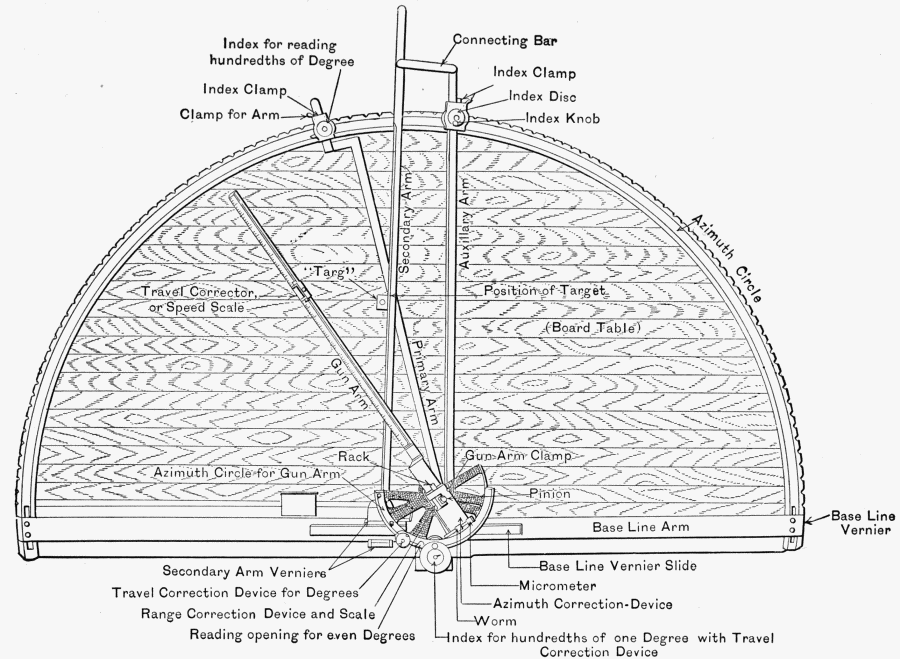 Index for reading
hundredths of Degree
Connecting Bar
Index Clamp
Index Clamp
Index Disc
Clamp for Arm
Index Knob
Secondary Arm
Auxillary Arm
Azimuth Circle
"Targ"
Travel Corrector,
or Speed Scale
Position of Target
(Board Table)
Gun Arm
Primary Arm
Rack
Gun Arm Clamp
Azimuth Circle for Gun Arm
Pinion
Base Line Arm
Base Line
Vernier
Secondary Arm Verniers
Base Line Vernier Slide
Travel Correction Device for Degrees
Micrometer
Range Correction Device and Scale
Azimuth Correction-Device
Worm
Reading opening for even Degrees
Index for hundredths of one Degree with Travel
Correction Device